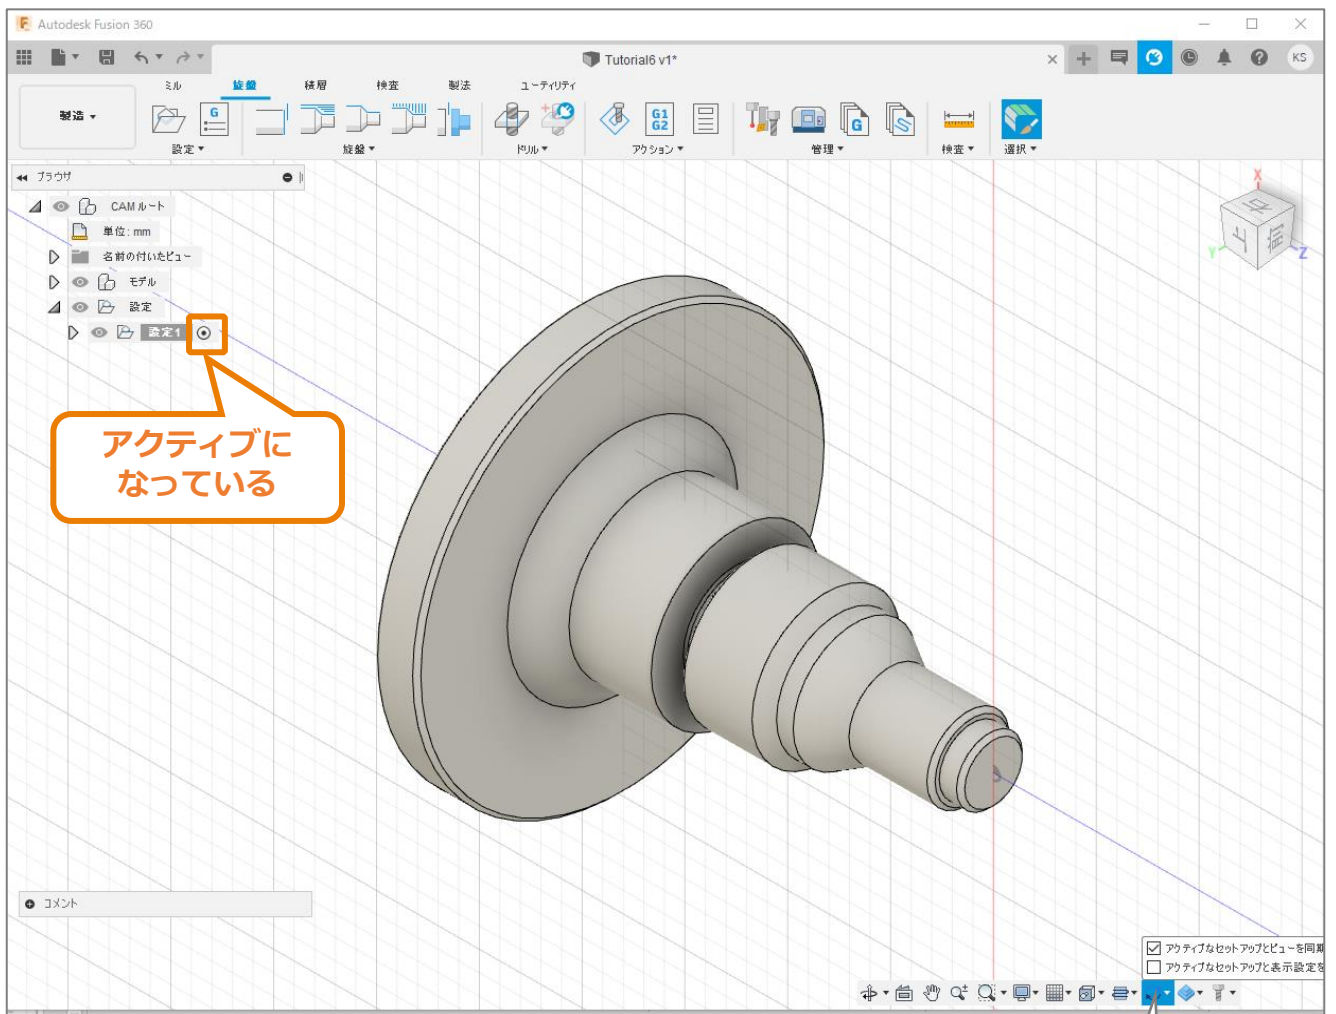 Autodesk Fusion 360
Tutorial6 v1*
KS
ミル 旋盤 積層 検査 製法 ユーティリティ
製造
G
G1
G2
G
S
設定 旋盤 ドリル アクション 管理 検査 選択
ブラウザ
CAM ルート
単位: mm
名前の付いたビュー
モデル
設定
設定1
アクティブに
なっている
X
Y
Z
上
コメント
アクティブなセットアップとビューを同期
アクティブなセットアップと表示設定を